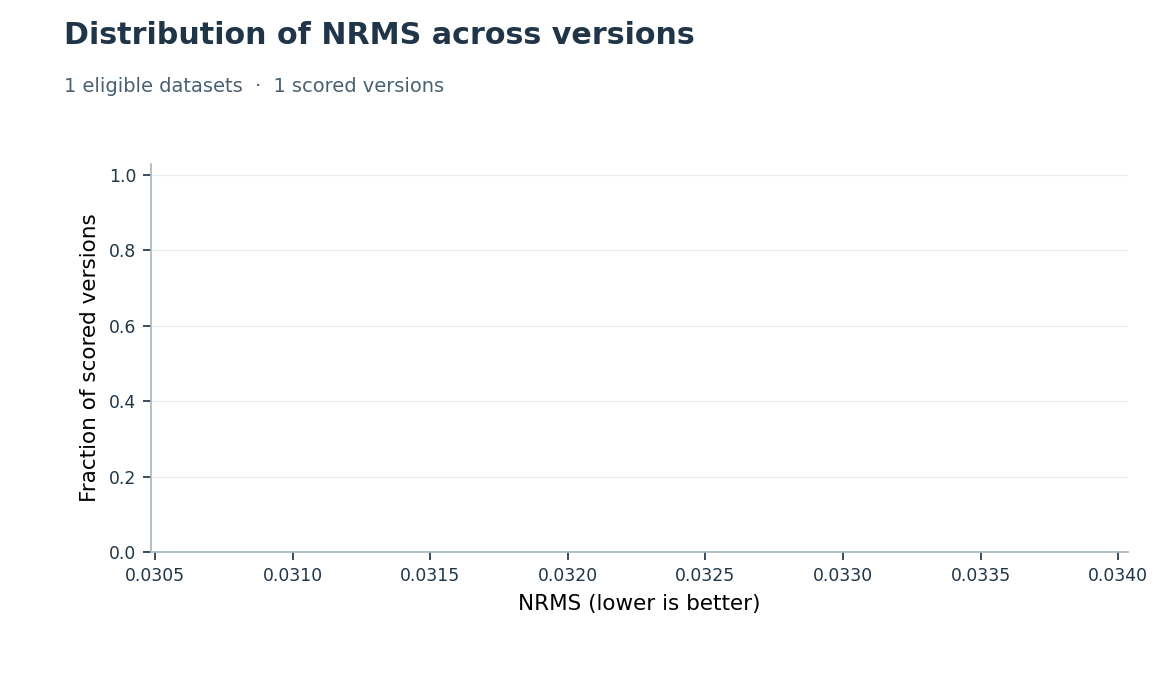 Distribution of NRMS across versions
1 eligible datasets · 1 scored versions
Fraction of scored versions
1.0
0.8
0.6
0.4
0.2
0.0
0.0305 0.0310 0.0315 0.0320 0.0325 0.0330 0.0335 0.0340
NRMS (lower is better)